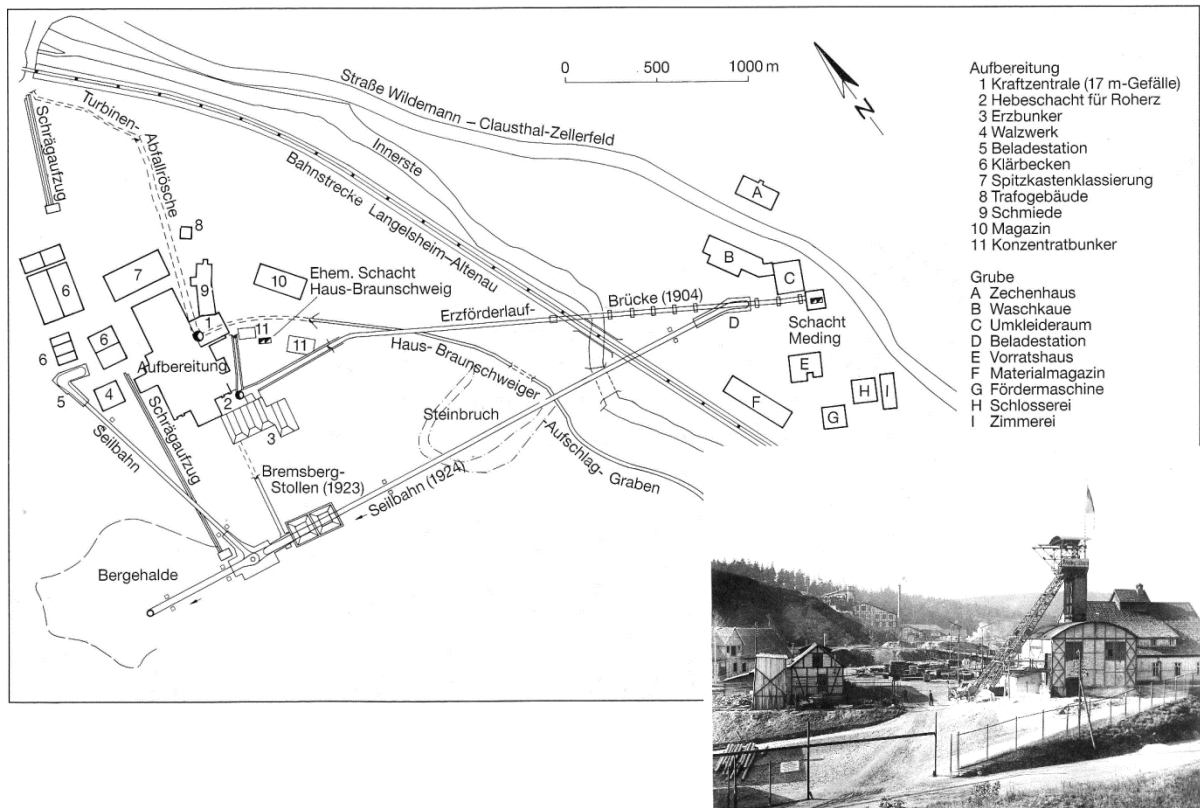 0
500
1000 m
N
Straße Wildemann – Clausthal-Zellerfeld
Innerste
Bahnstrecke Langelsheim–Altenau
Turbinen-
Abfallrösche
Schrägaufzug
8
7
6
9
10
Ehem. Schacht
Haus-Braunschweig
1
11
11
Erzförderlauf-
Brücke (1904)
A
B
C
D
Schacht
Meding
E
F
G
H
I
Haus-Braunschweiger
-Aufschlag-
Graben
Steinbruch
6
6
5
4
Aufbereitung
2
3
Schrägaufzug
Seilbahn
Bremsberg-
Stollen (1923)
Seilbahn (1924)
Bergehalde
Aufbereitung
1 Kraftzentrale (17 m-Gefälle)
2 Hebeschacht für Roherz
3 Erzbunker
4 Walzwerk
5 Beladestation
6 Klärbecken
7 Spitzkastenklassierung
8 Trafogebäude
9 Schmiede
10 Magazin
11 Konzentratbunker
Grube
A Zechenhaus
B Waschkaue
C Umkleideraum
D Beladestation
E Vorratshaus
F Materialmagazin
G Fördermaschine
H Schlosserei
I Zimmerei